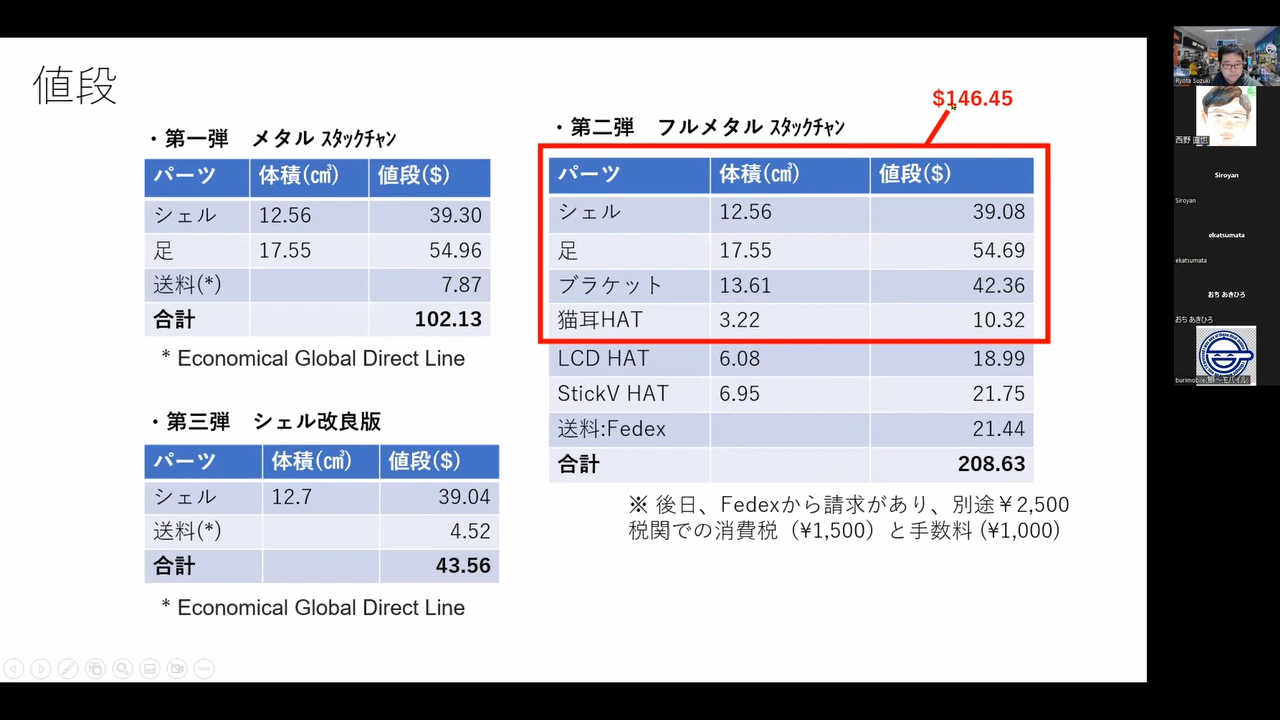 値段
・第一弾　メタル ｽﾀｯｸﾁｬﾝ
パーツ 体積(㎤) 値段($)
シェル 12.56 39.30
足 17.55 54.96
送料(*) 7.87
合計 102.13
* Economical Global Direct Line
・第三弾　シェル改良版
パーツ 体積(㎤) 値段($)
シェル 12.7 39.04
送料(*) 4.52
合計 43.56
* Economical Global Direct Line
$146.45
・第二弾　フルメタル ｽﾀｯｸﾁｬﾝ
パーツ 体積(㎤) 値段($)
シェル 12.56 39.08
足 17.55 54.69
ブラケット 13.61 42.36
猫耳HAT 3.22 10.32
LCD HAT 6.08 18.99
StickV HAT 6.95 21.75
送料:Fedex 21.44
合計 208.63
※ 後日、Fedexから請求があり、別途￥2,500
税関での消費税（¥1,500）と手数料 (¥1,000)
Ryota Suzuki
西野 直也
Siroyan
Siroyan
ekatsumata
ekatsumata
おち あきひろ
おち あきひろ